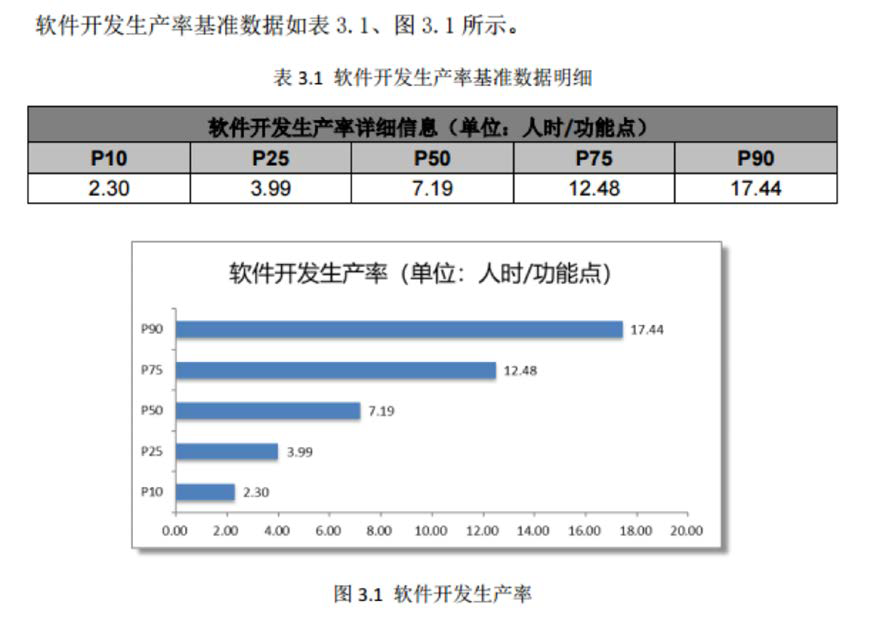 软件开发生产率基准数据如表 3.1、图 3.1 所示。
表 3.1 软件开发生产率基准数据明细
软件开发生产率详细信息（单位：人时/功能点）
P10 P25 P50 P75 P90
2.30 3.99 7.19 12.48 17.44
软件开发生产率（单位：人时/功能点）
P90 17.44
P75 12.48
P50 7.19
P25 3.99
P10 2.30
0.00 2.00 4.00 6.00 8.00 10.00 12.00 14.00 16.00 18.00 20.00
图 3.1 软件开发生产率